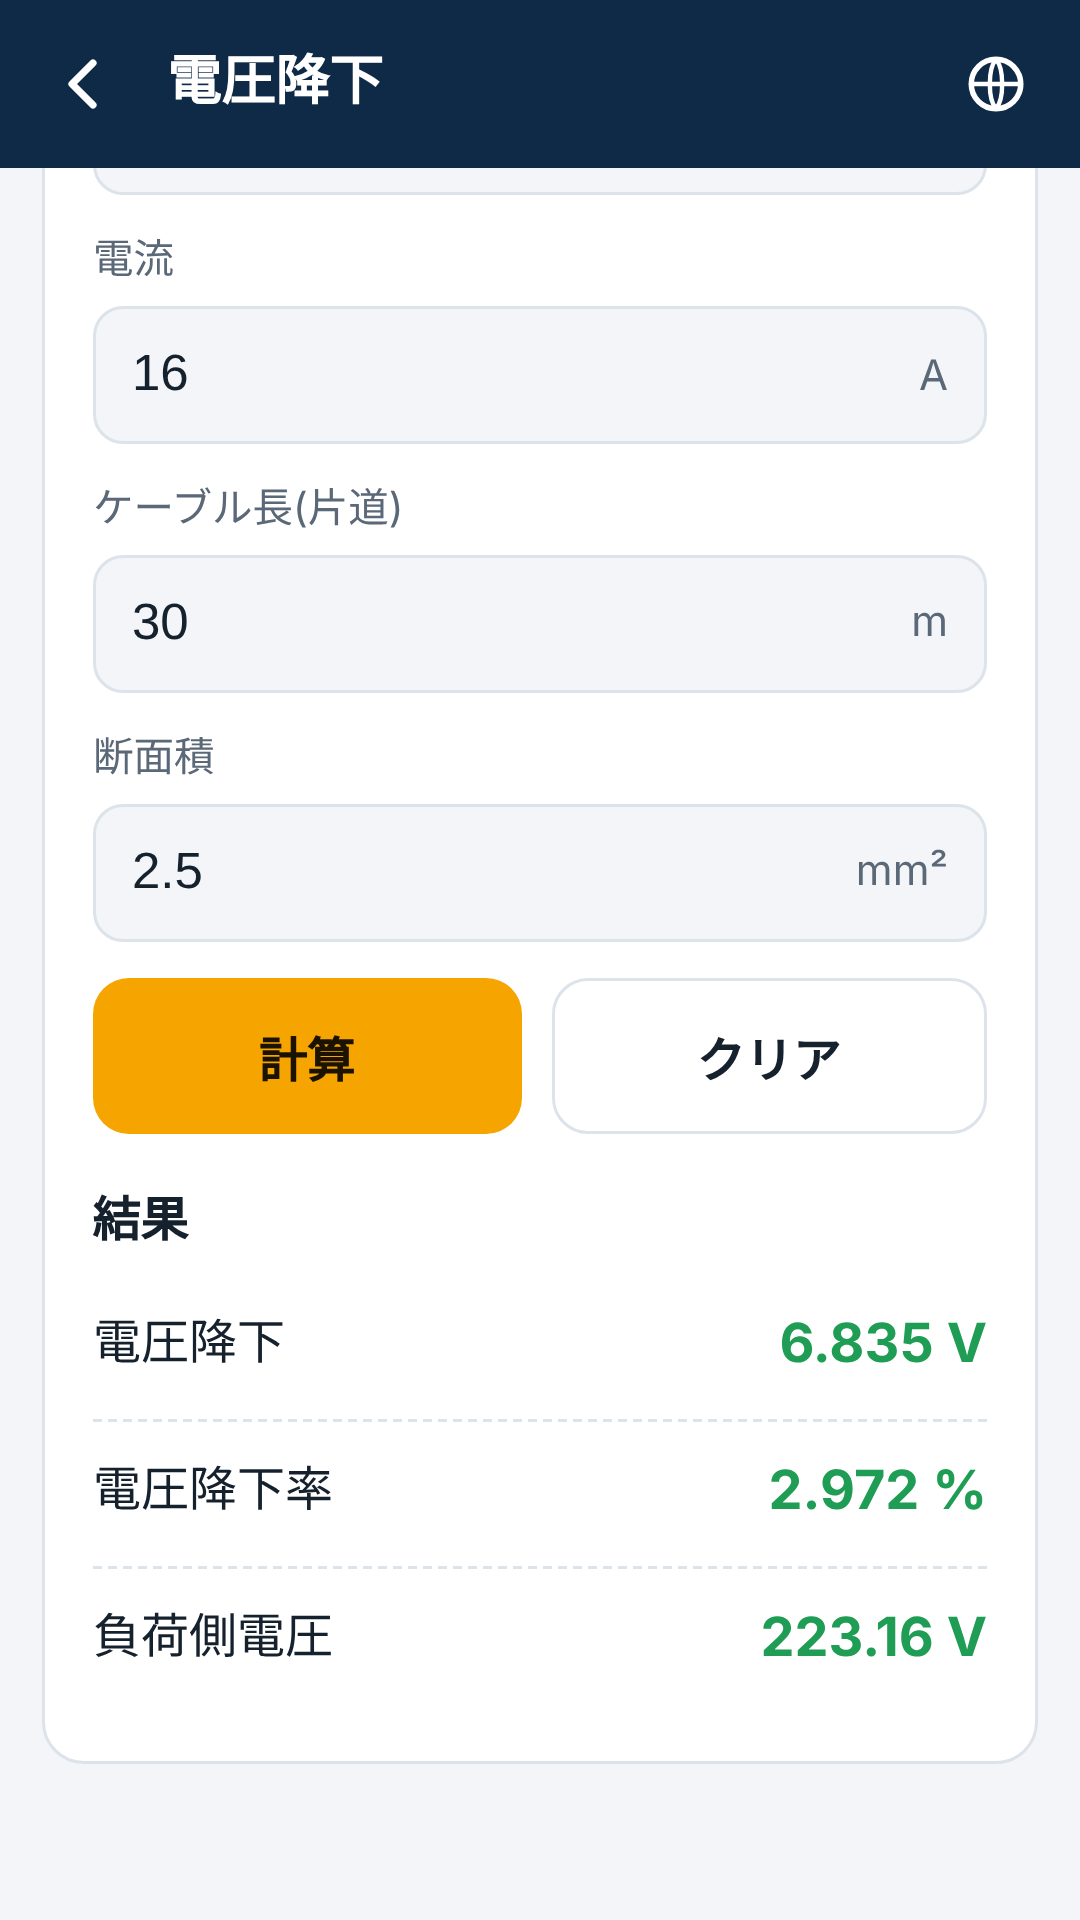 電圧降下
電流
16 A
ケーブル長(片道)
30 m
断面積
2.5 mm²
計算 クリア
結果
電圧降下 6.835 V
電圧降下率 2.972 %
負荷側電圧 223.16 V